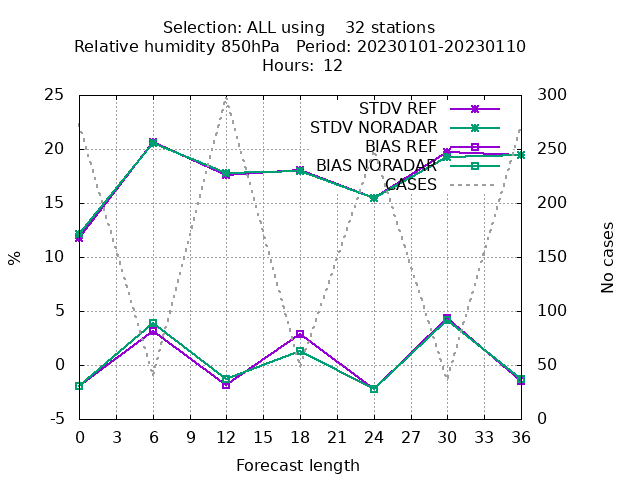 Selection: ALL using    32 stations
Relative humidity 850hPa   Period: 20230101-20230110
Hours: 12
25
20
15
10
5
0
-5
%
300
250
200
150
100
50
0
No cases
STDV REF
STDV NORADAR
BIAS REF
BIAS NORADAR
CASES
0 3 6 9 12 15 18 21 24 27 30 33 36
Forecast length